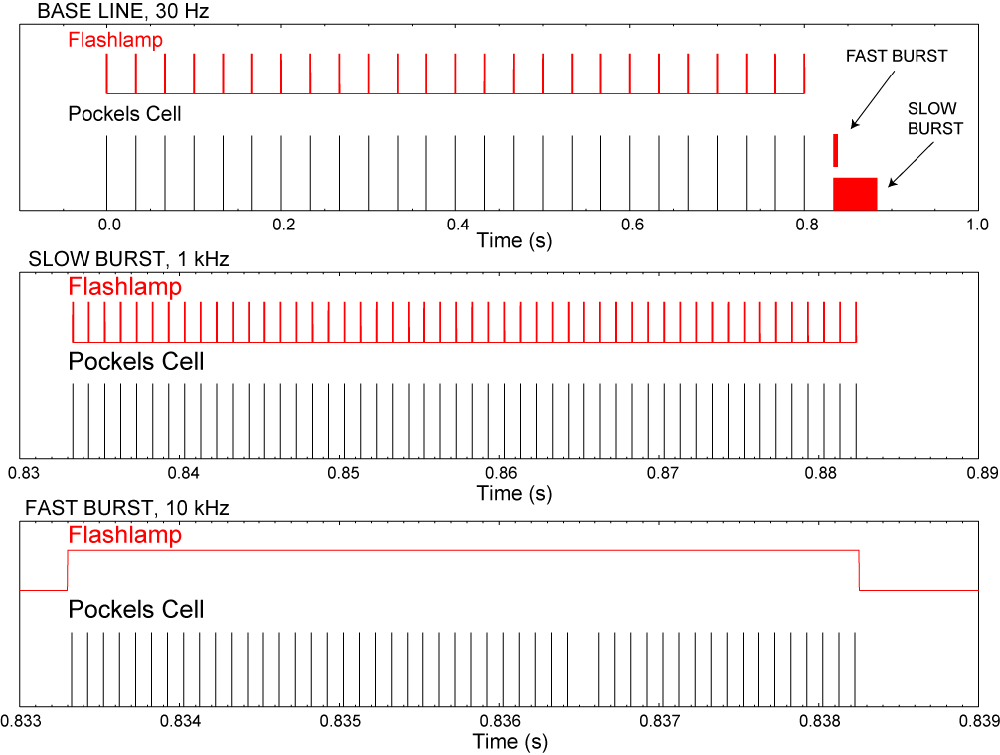 BASE LINE, 30 Hz
Flashlamp
FAST BURST
Pockels Cell
SLOW
BURST
0.0 0.2 0.4 0.6 0.8 1.0
Time (s)
SLOW BURST, 1 kHz
Flashlamp
Pockels Cell
0.83 0.84 0.85 0.86 0.87 0.88 0.89
Time (s)
FAST BURST, 10 kHz
Flashlamp
Pockels Cell
0.833 0.834 0.835 0.836 0.837 0.838 0.839
Time (s)